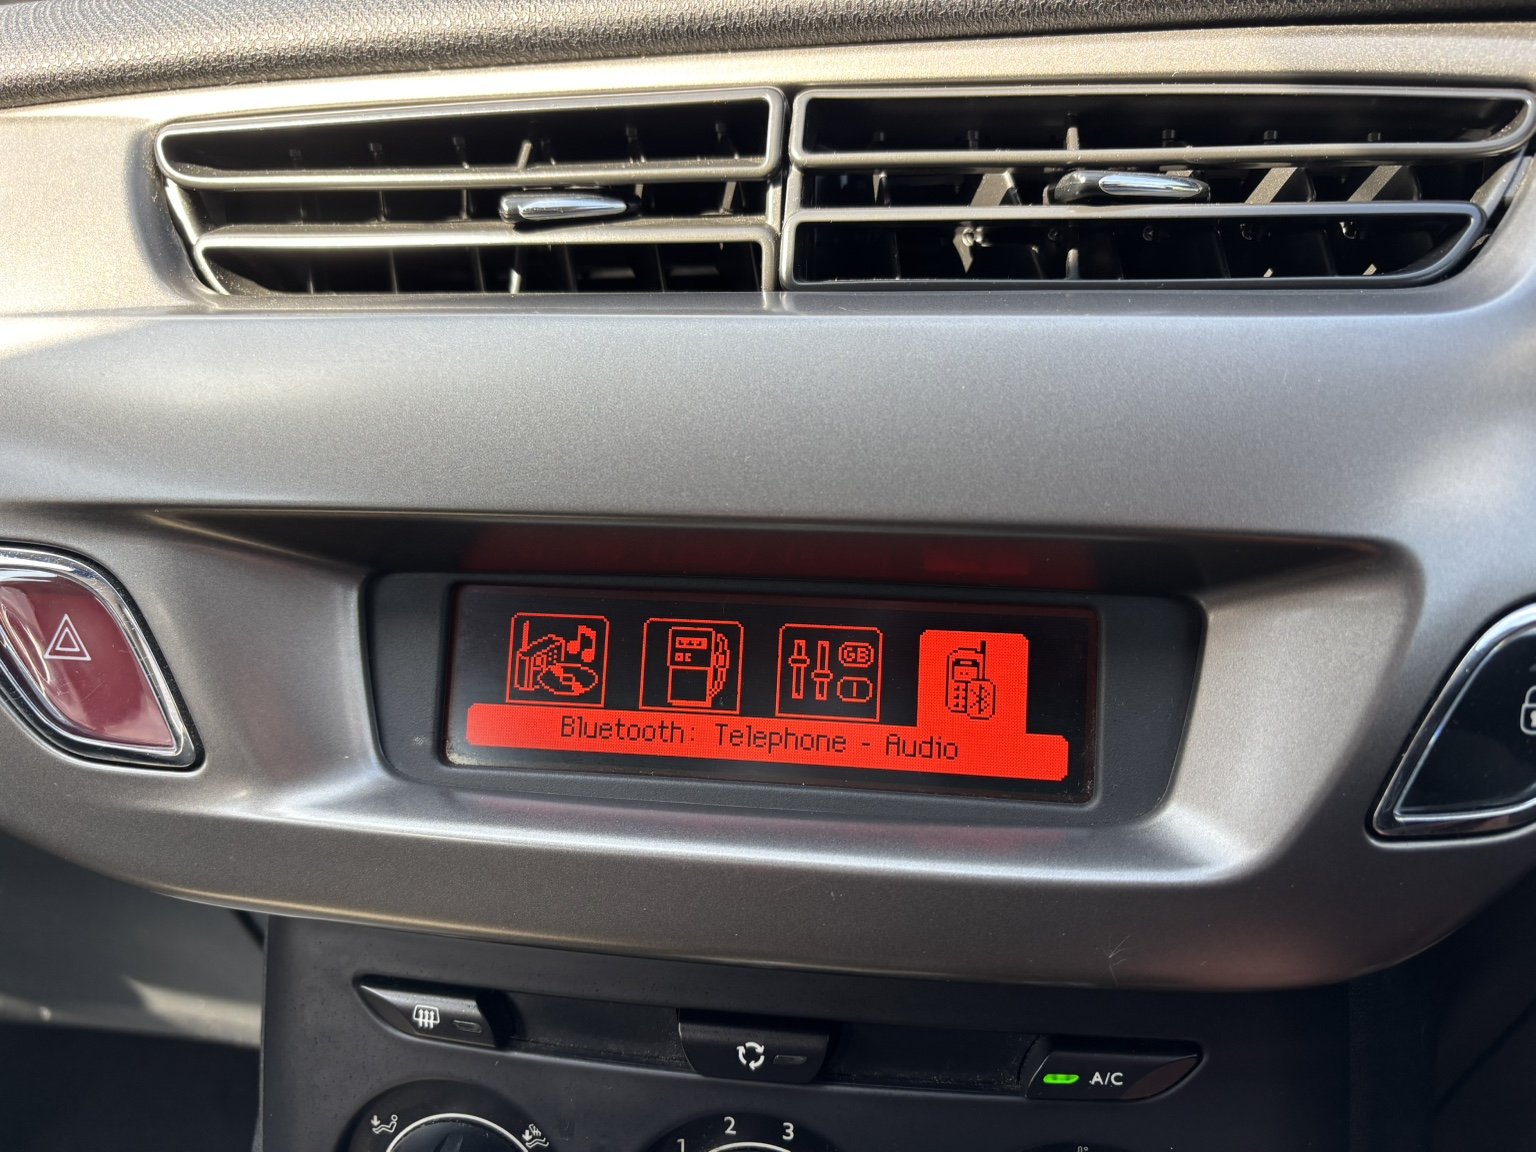 GB
Bluetooth: Telephone - Audio
A/C
1 2 3